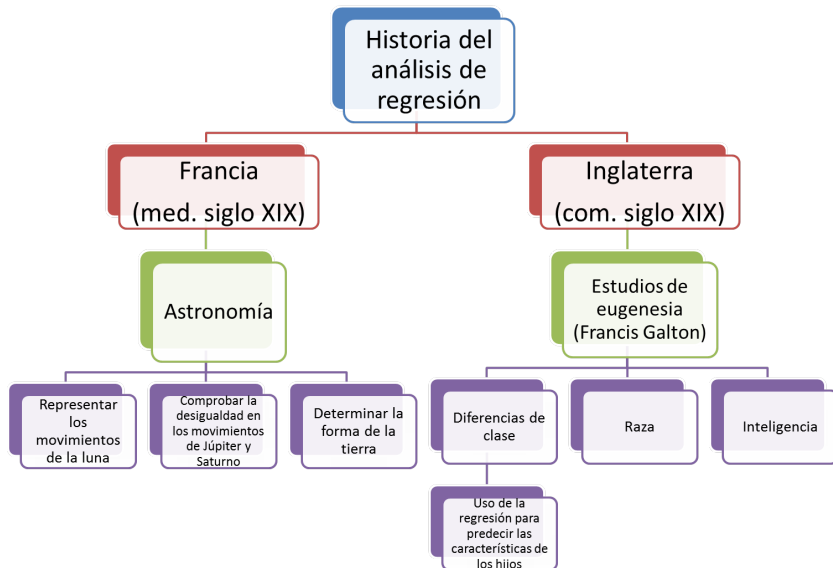 Historia del
análisis de
regresión
Francia
(med. siglo XIX)
Inglaterra
(com. siglo XIX)
Astronomía
Estudios de
eugenesia
(Francis Galton)
Representar
los
movimientos
de la luna
Comprobar la
desigualdad en
los movimientos
de Júpiter y
Saturno
Determinar la
forma de la
tierra
Diferencias de
clase
Raza
Inteligencia
Uso de la
regresión para
predecir las
características de
los hijos